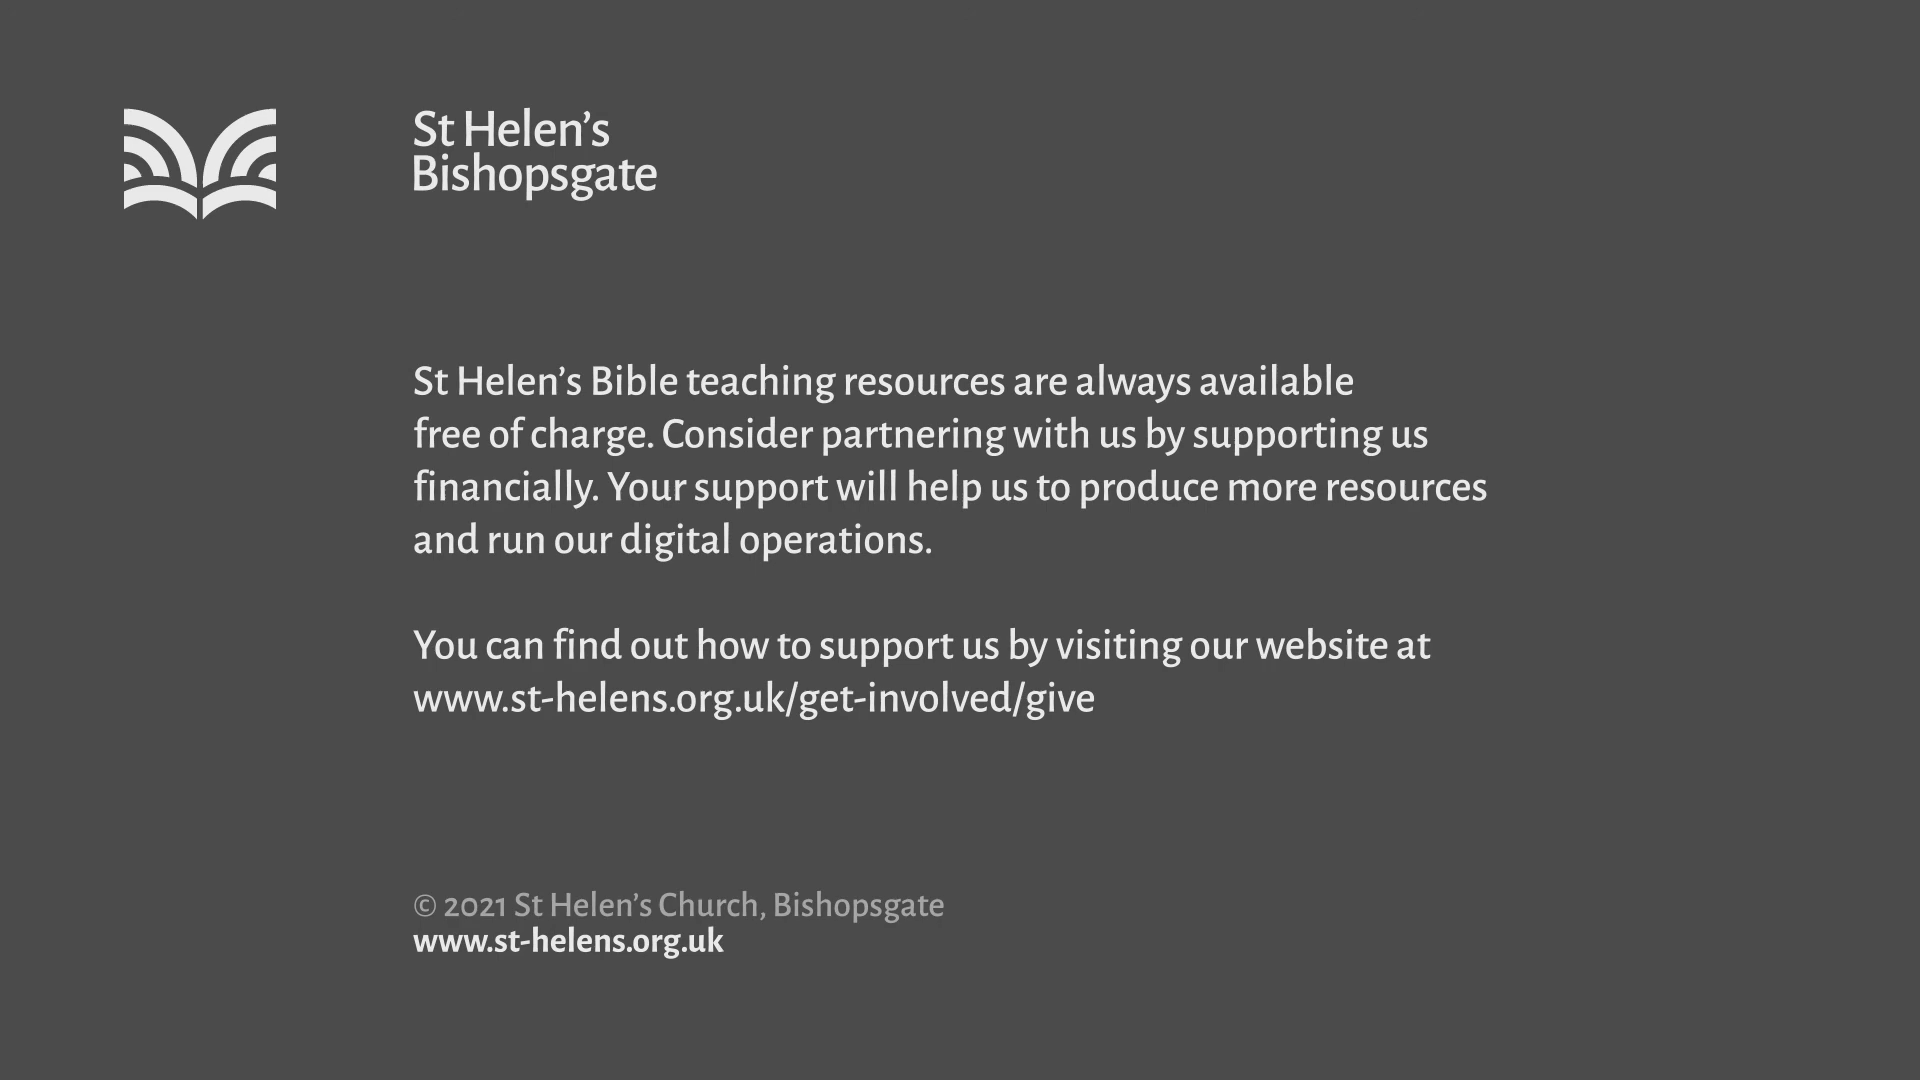 St Helen’s
Bishopsgate
St Helen’s Bible teaching resources are always available
free of charge. Consider partnering with us by supporting us
financially. Your support will help us to produce more resources
and run our digital operations.
You can find out how to support us by visiting our website at
www.st-helens.org.uk/get-involved/give
© 2021 St Helen’s Church, Bishopsgate
www.st-helens.org.uk